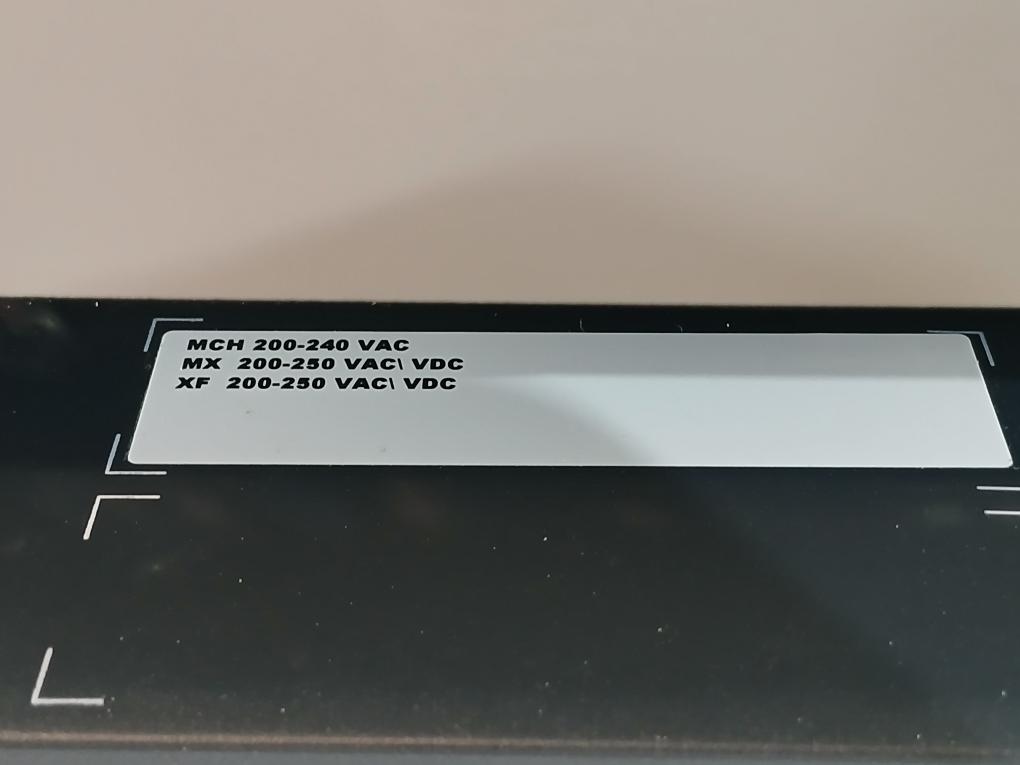 MCH 200-240 VAC
MX 200-250 VAC\ VDC
XF 200-250 VAC\ VDC